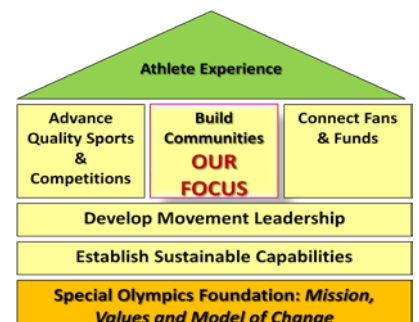 Athlete Experience
Advance
Quality Sports
&
Competitions
Build
Communities
OUR
FOCUS
Connect Fans
& Funds
Develop Movement Leadership
Establish Sustainable Capabilities
Special Olympics Foundation: Mission,
Values and Model of Change